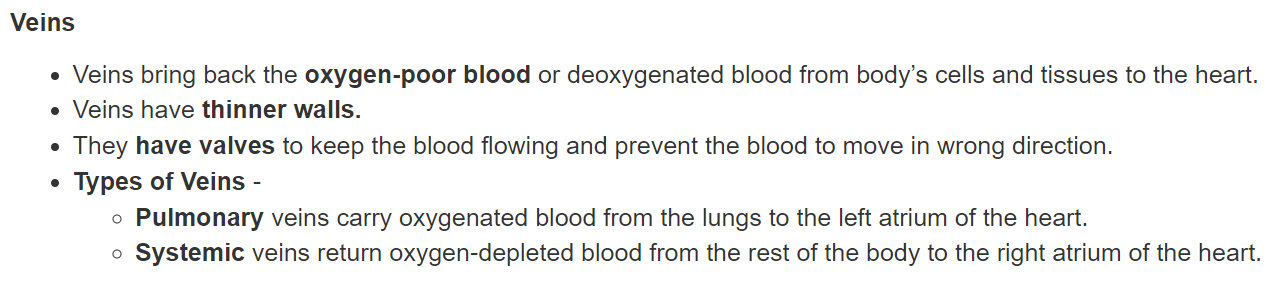 Veins
• Veins bring back the oxygen-poor blood or deoxygenated blood from body’s cells and tissues to the heart.
• Veins have thinner walls.
• They have valves to keep the blood flowing and prevent the blood to move in wrong direction.
• Types of Veins -
○ Pulmonary veins carry oxygenated blood from the lungs to the left atrium of the heart.
○ Systemic veins return oxygen-depleted blood from the rest of the body to the right atrium of the heart.